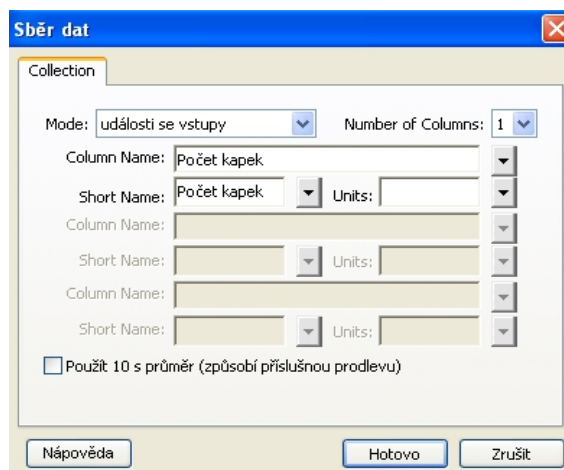 Sběr dat
Collection
Mode: události se vstupy Number of Columns: 1
Column Name: Počet kapek
Short Name: Počet kapek Units:
Column Name:
Short Name: Units:
Column Name:
Short Name: Units:
Použít 10 s průměr (způsobí příslušnou prodlevu)
Nápověda Hotovo Zrušit